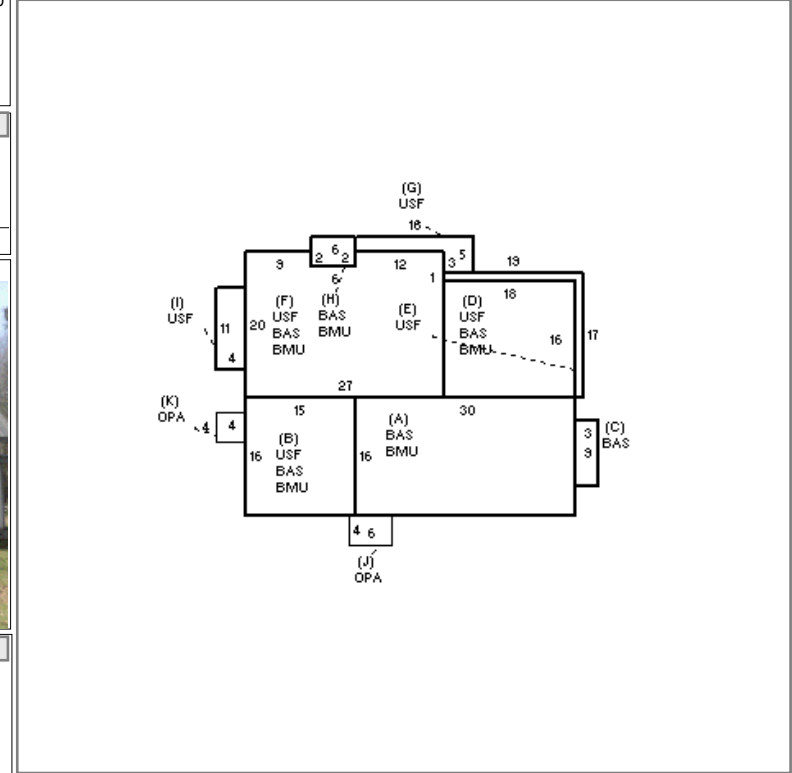 (G)
USF
16
6
2 2
3 5
19
9
12
6
1
18
(I)
USF
(F)
USF
BAS
BMU
(H)
BAS
BMU
(E)
USF
(D)
USF
BAS
BMU
11
20
4
16
17
27
(K)
OPA
4
4
15
30
(A)
BAS
BMU
(B)
USF
BAS
BMU
16
16
3
9
(C)
BAS
4 6
(J)
OPA